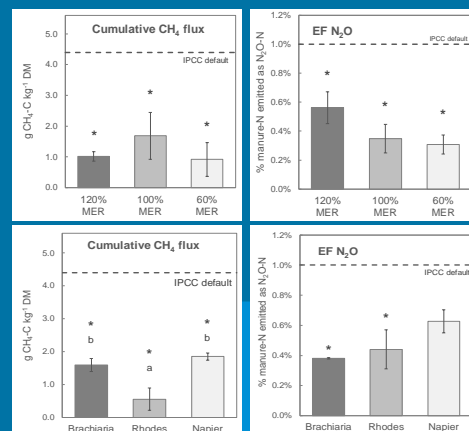 Cumulative CH₄ flux
g CH₄-C kg⁻¹ DM
5.0
4.0
3.0
2.0
1.0
0.0
IPCC default
*
*
*
120% MER
100% MER
60% MER
EF N₂O
% manure-N emitted as N₂O-N
1.2%
1.0%
0.8%
0.6%
0.4%
0.2%
0.0%
IPCC default
*
*
*
120% MER
100% MER
60% MER
Cumulative CH₄ flux
g CH₄-C kg⁻¹ DM
5.0
4.0
3.0
2.0
1.0
0.0
IPCC default
*
b
*
a
*
b
Brachiaria
Rhodes
Napier
EF N₂O
% manure-N emitted as N₂O-N
1.2%
1.0%
0.8%
0.6%
0.4%
0.2%
0.0%
IPCC default
*
*
Brachiaria
Rhodes
Napier